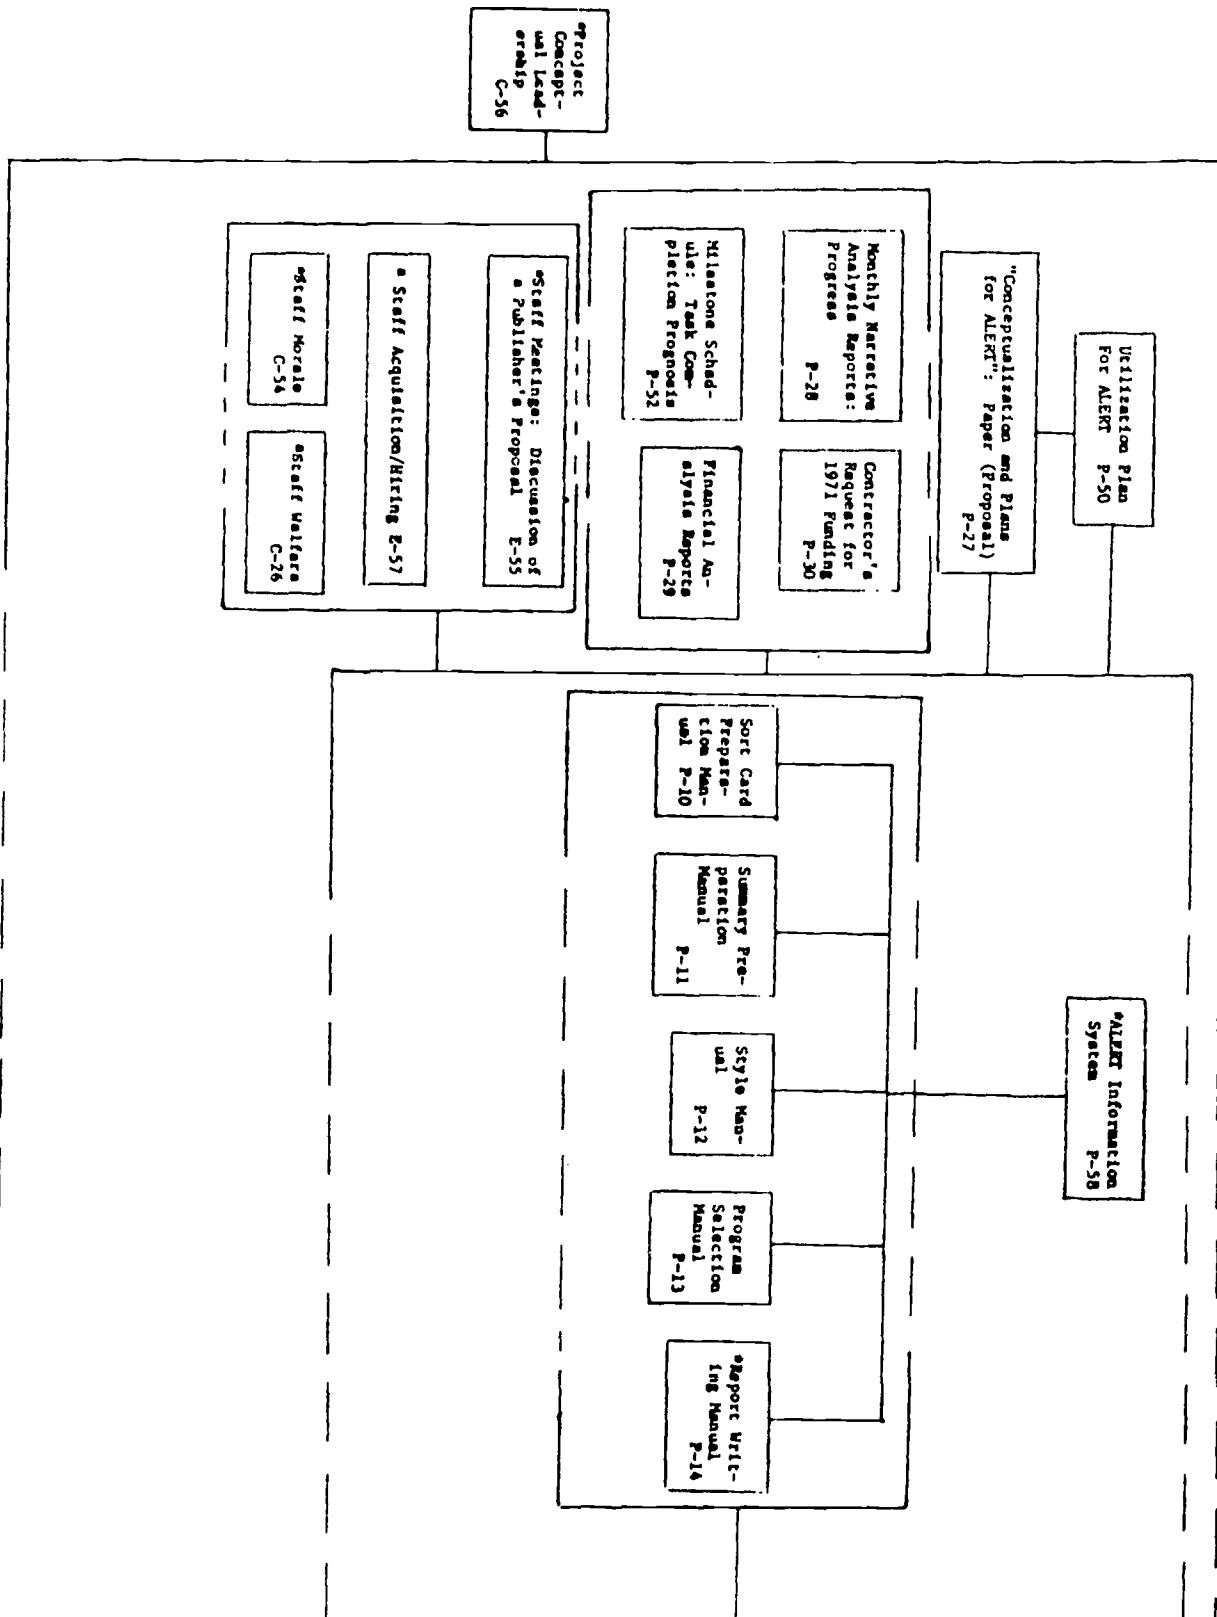 *Project
Concept-
ual Lead-
ership
C-56
Utilization Plan
For ALERT P-50
"Conceptualization and Plans
for ALERT": Paper (Proposal)
P-27
Monthly Narrative
Analysis Reports:
Progress
P-28
Contractor's
Request for
1971 Funding
P-30
Milestone Sched-
ule: Task Com-
pletion Prognosis
P-52
Financial An-
alysis Reports
P-29
*Staff Meetings: Discussion of
a Publisher's Proposal E-55
* Staff Acquisition/Hiring E-57
*Staff Morale
C-54
*Staff Welfare
C-26
*ALERT Information
System P-58
Sort Card
Prepara-
tion Man-
ual P-10
Summary Pre-
paration
Manual
P-11
Style Man-
ual
P-12
Program
Selection
Manual
P-13
*Report Writ-
ing Manual
P-14